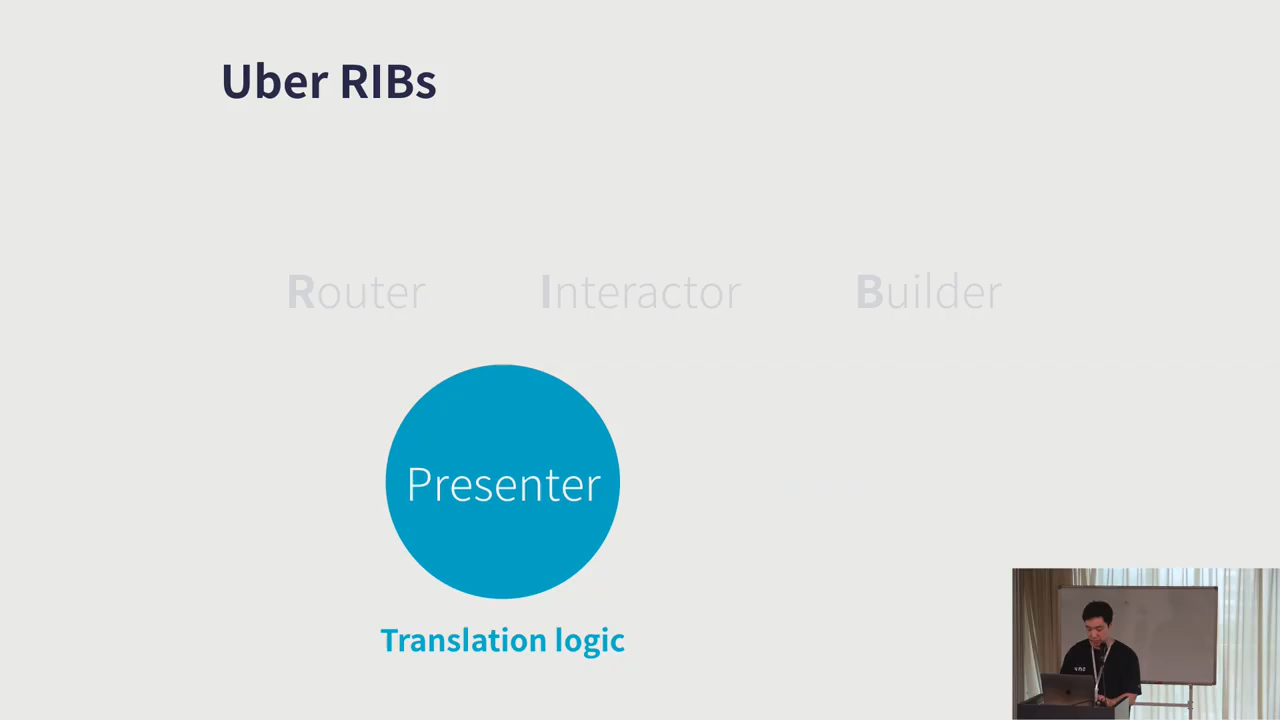 Uber RIBs
Router Interactor Builder
Presenter
Translation logic